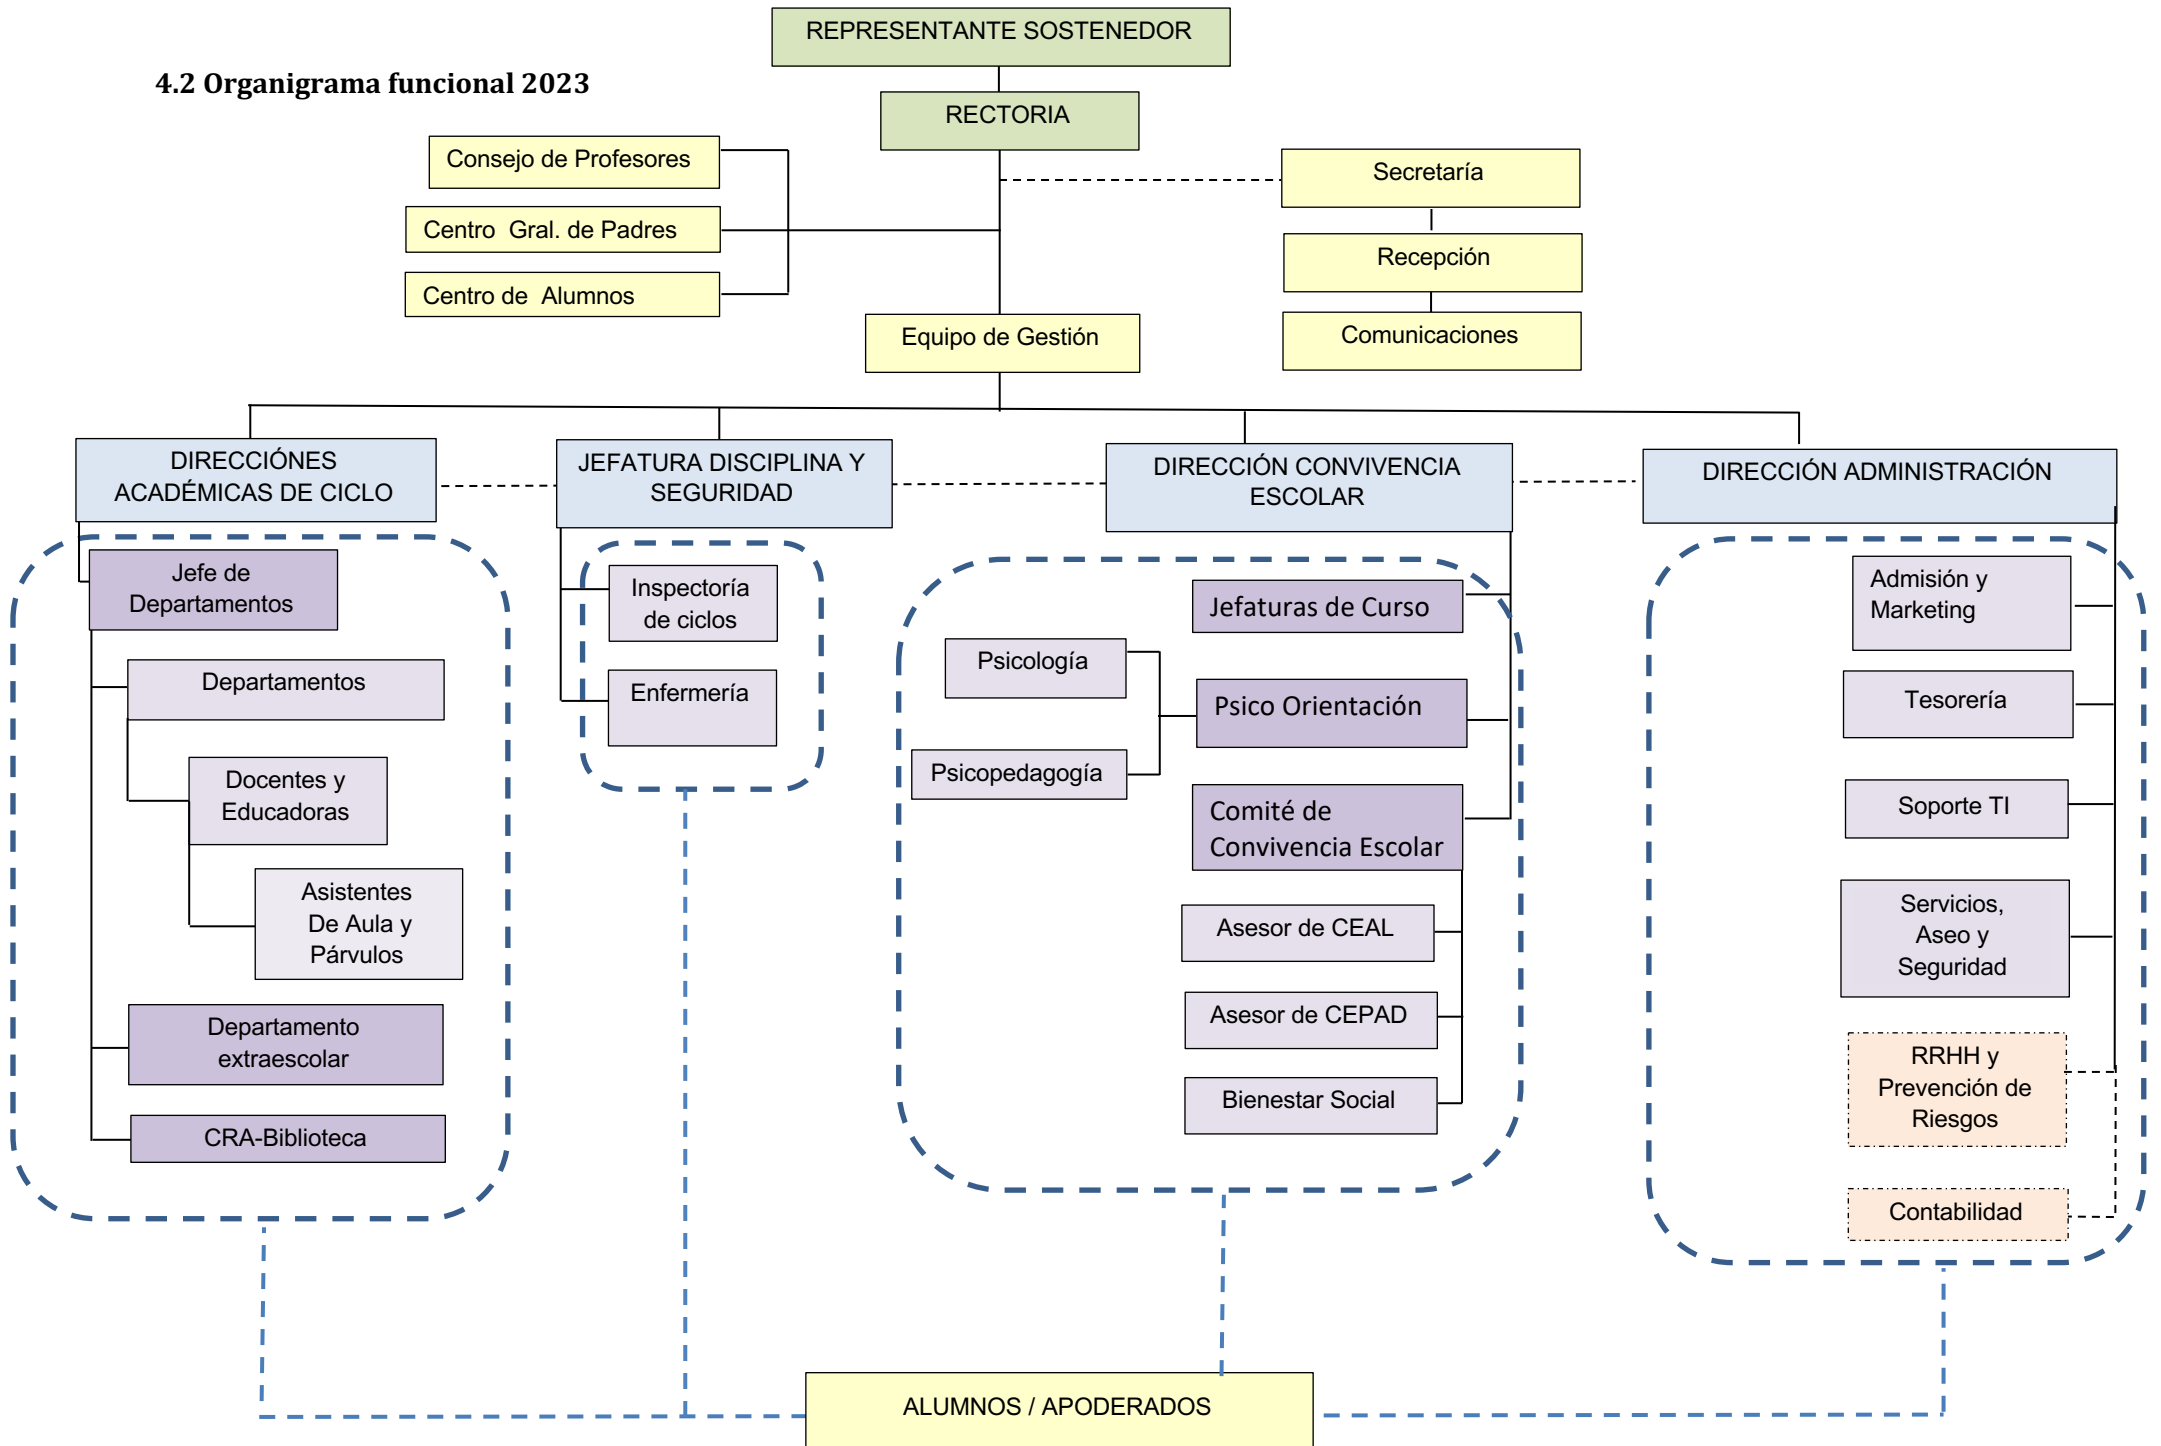 REPRESENTANTE SOSTENEDOR
4.2 Organigrama funcional 2023
RECTORIA
Consejo de Profesores
Secretaría
Centro Gral. de Padres
Recepción
Centro de Alumnos
Equipo de Gestión
Comunicaciones
DIRECCIÓNES
ACADÉMICAS DE CICLO
JEFATURA DISCIPLINA Y
SEGURIDAD
DIRECCIÓN CONVIVENCIA
ESCOLAR
DIRECCIÓN ADMINISTRACIÓN
Jefe de
Departamentos
Departamentos
Docentes y
Educadoras
Asistentes
De Aula y
Párvulos
Departamento
extraescolar
CRA-Biblioteca
Inspectoría
de ciclos
Enfermería
Jefaturas de Curso
Psicología
Psico Orientación
Psicopedagogía
Comité de
Convivencia Escolar
Asesor de CEAL
Asesor de CEPAD
Bienestar Social
Admisión y
Marketing
Tesorería
Soporte TI
Servicios,
Aseo y
Seguridad
RRHH y
Prevención de
Riesgos
Contabilidad
ALUMNOS / APODERADOS